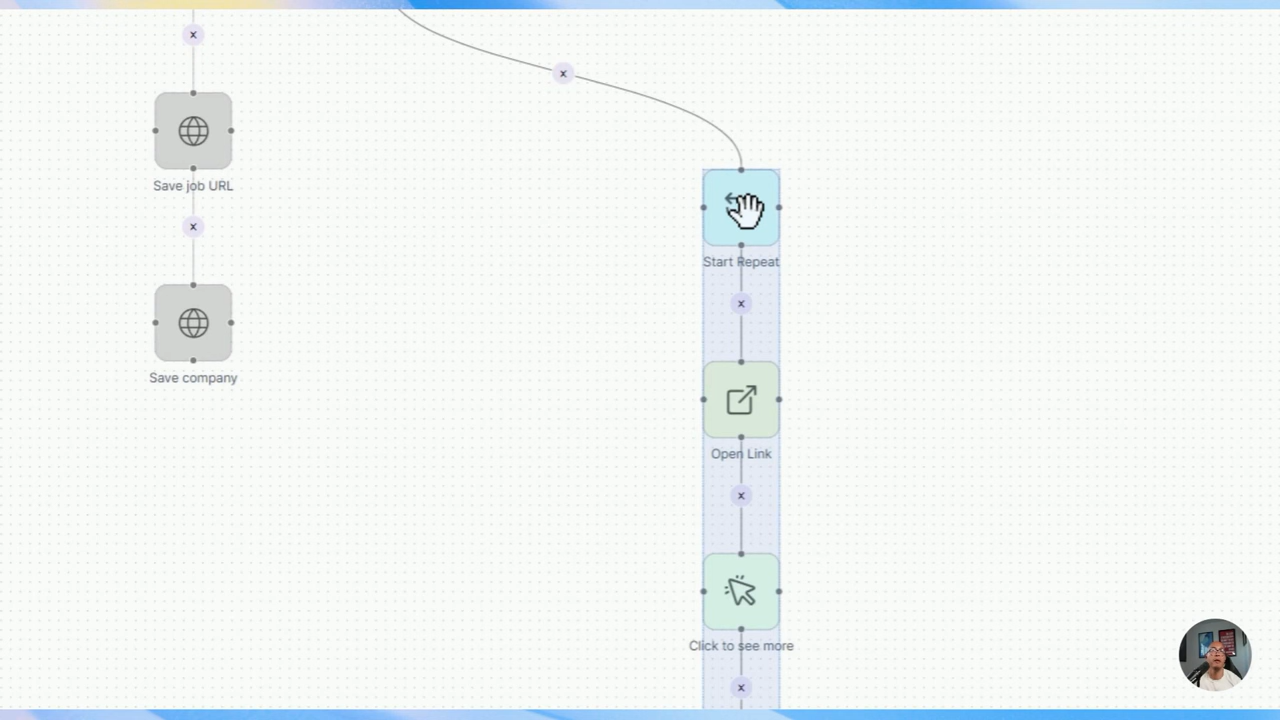 x
x
Save job URL
x
Save company
Start Repeat
x
Open Link
x
Click to see more
x